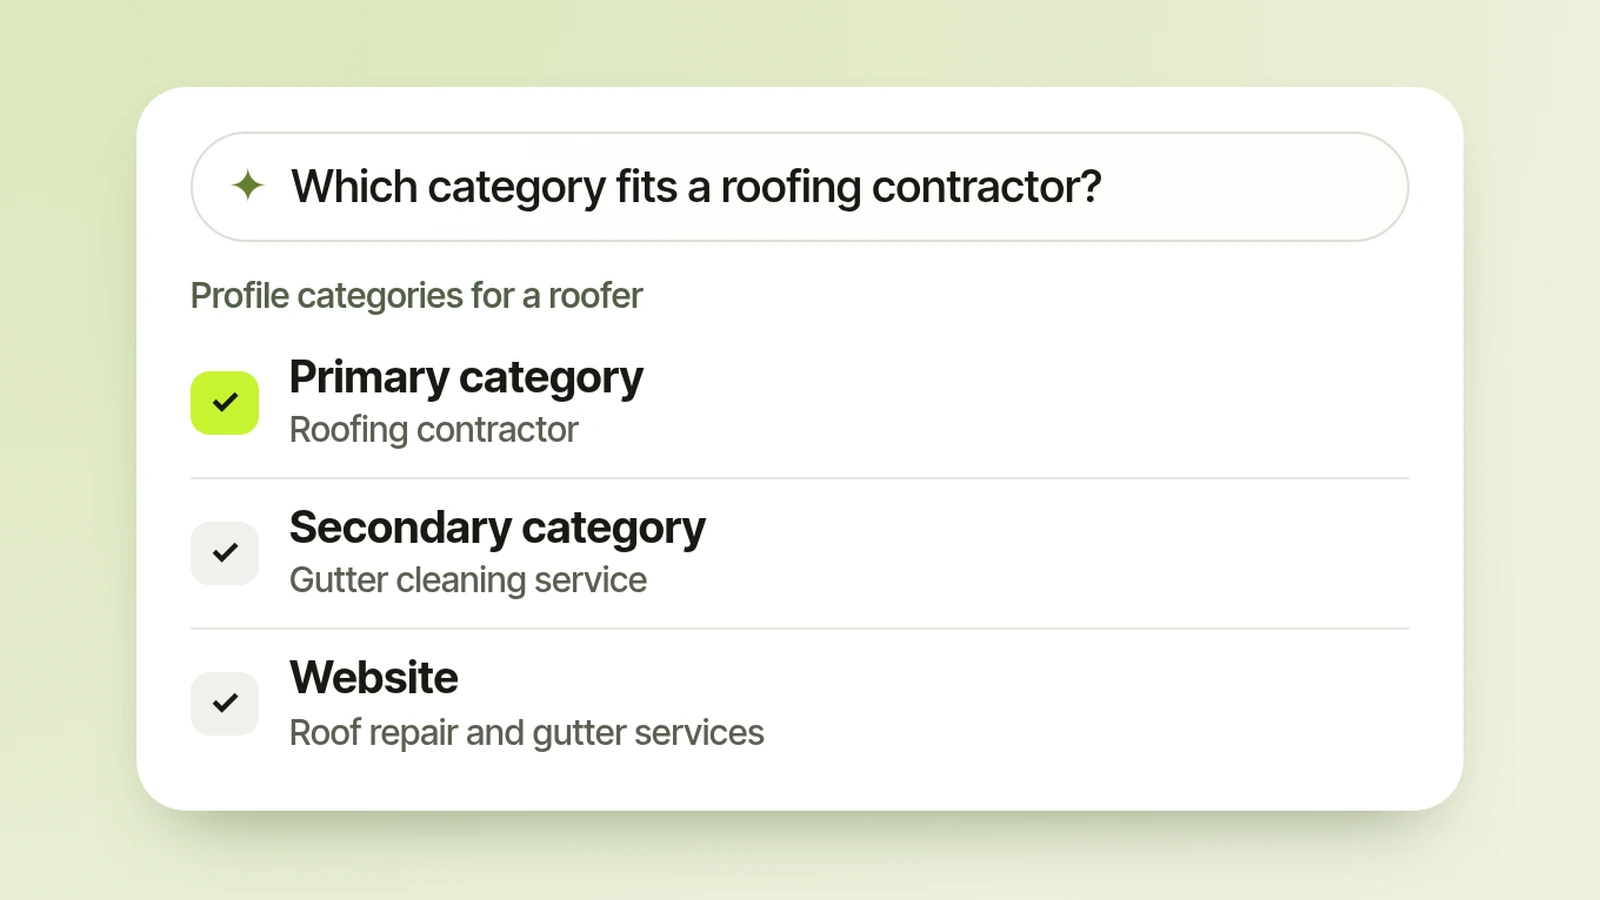 Which category fits a roofing contractor?
Profile categories for a roofer
Primary category
Roofing contractor
Secondary category
Gutter cleaning service
Website
Roof repair and gutter services